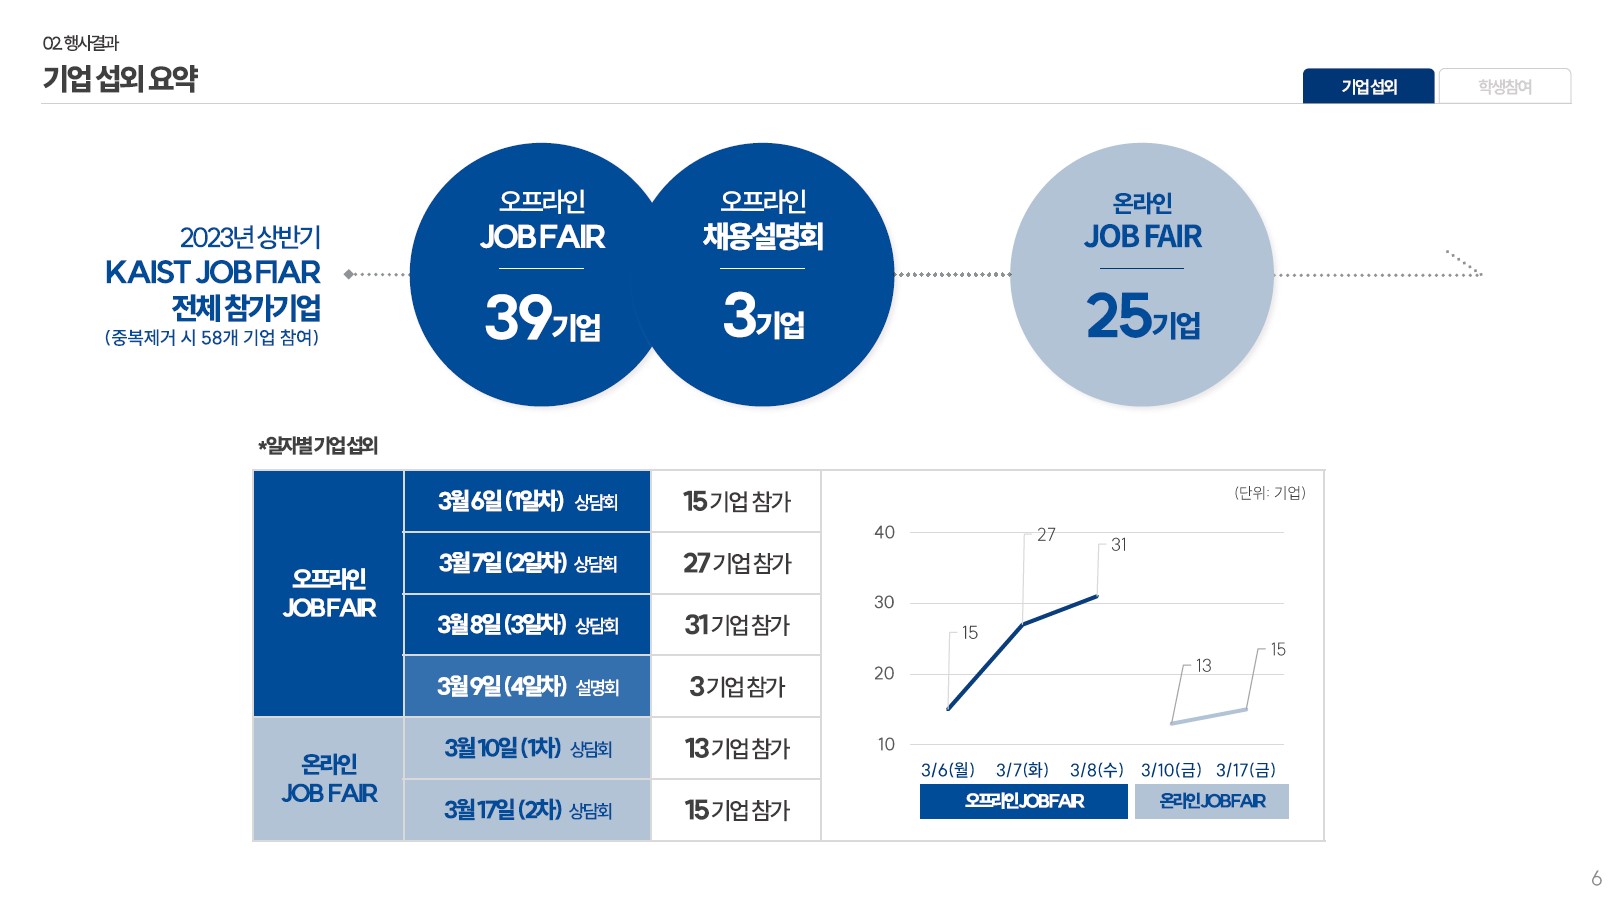 02 행사결과
기업 섭외 요약
기업 섭외
학생참여
2023년 상반기
KAIST JOB FIAR
전체 참가기업
(중복제거 시 58개 기업 참여)
오프라인
JOB FAIR
39기업
오프라인
채용설명회
3기업
온라인
JOB FAIR
25기업
*일자별 기업 섭외
오프라인
JOB FAIR
3월 6일 (1일차) 상담회
15 기업 참가
3월 7일 (2일차) 상담회
27 기업 참가
3월 8일 (3일차) 상담회
31 기업 참가
3월 9일 (4일차) 설명회
3 기업 참가
온라인
JOB FAIR
3월 10일 (1차) 상담회
13 기업 참가
3월 17일 (2차) 상담회
15 기업 참가
(단위: 기업)
40
30
20
10
15
27
31
13
15
3/6(월) 3/7(화) 3/8(수) 3/10(금) 3/17(금)
오프라인 JOB FAIR
온라인 JOB FAIR
6